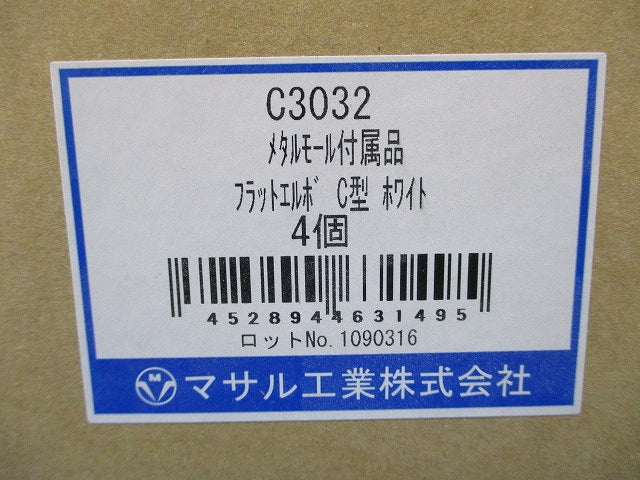 C3032
ﾒﾀﾙﾓｰﾙ付属品
ﾌﾗｯﾄｴﾙﾎﾞ C型 ﾎﾜｲﾄ
4個
4528944631495
ロットNo.1090316
M マサル工業株式会社